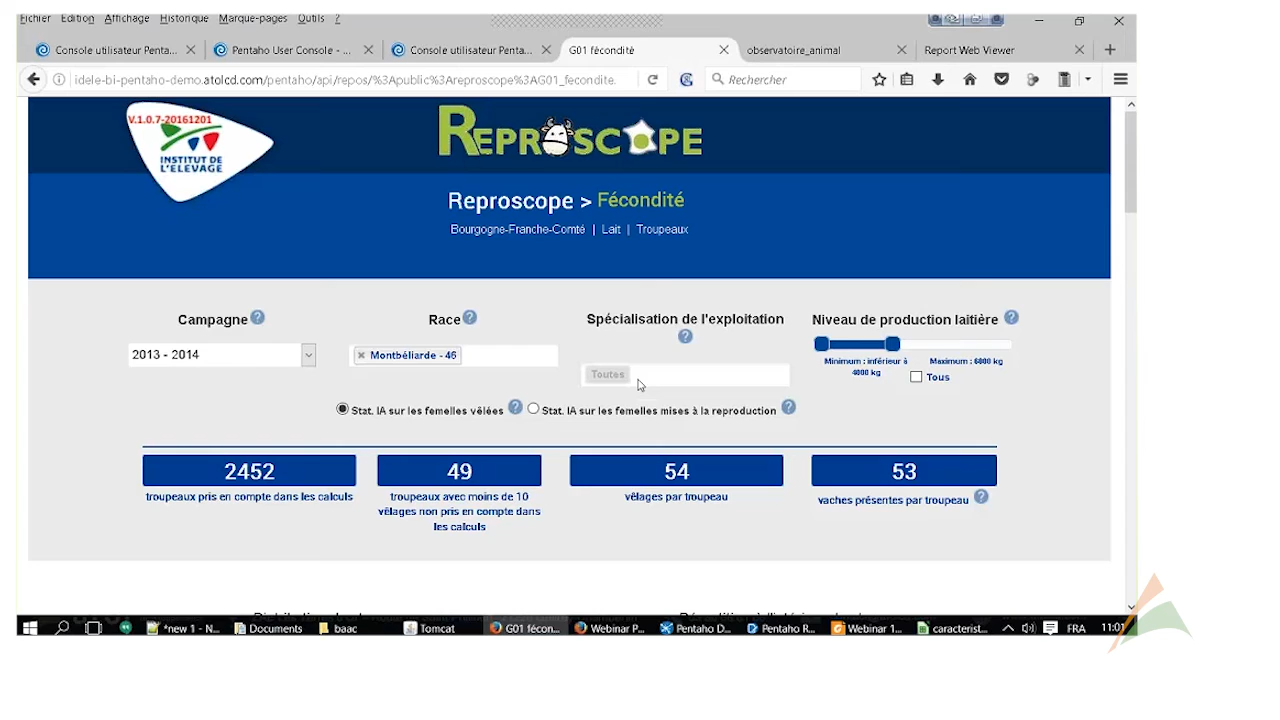 Fichier Edition Affichage Historique Marque-pages Outils ?
Console utilisateur Penta... Pentaho User Console - ... Console utilisateur Penta... G01 fécondité observatoire_animal Report Web Viewer
idele-bi-pentaho-demo.atolcd.com/pentaho/api/repos/%3Apublic%3Areproscope%3AG01_fecondite. Rechercher
V.1.0.7-20161201
INSTITUT DE
L'ELEVAGE
REPROSCOPE
Reproscope > Fécondité
Bourgogne-Franche-Comté | Lait | Troupeaux
Campagne ? Race ? Spécialisation de l'exploitation ? Niveau de production laitière ?
2013 - 2014 Montbéliarde - 46 Toutes
Minimum : inférieur à
4000 kg
Maximum : 6000 kg
Tous
Stat. IA sur les femelles vêlées ? Stat. IA sur les femelles mises à la reproduction ?
2452 49 54 53
troupeaux pris en compte dans les calculs
troupeaux avec moins de 10
vêlages non pris en compte dans
les calculs
vêlages par troupeau
vaches présentes par troupeau ?
*new 1 - N... Documents baac Tomcat G01 fécon... Webinar P... Pentaho D... Pentaho R... Webinar 1... caracterist... FRA 11:01